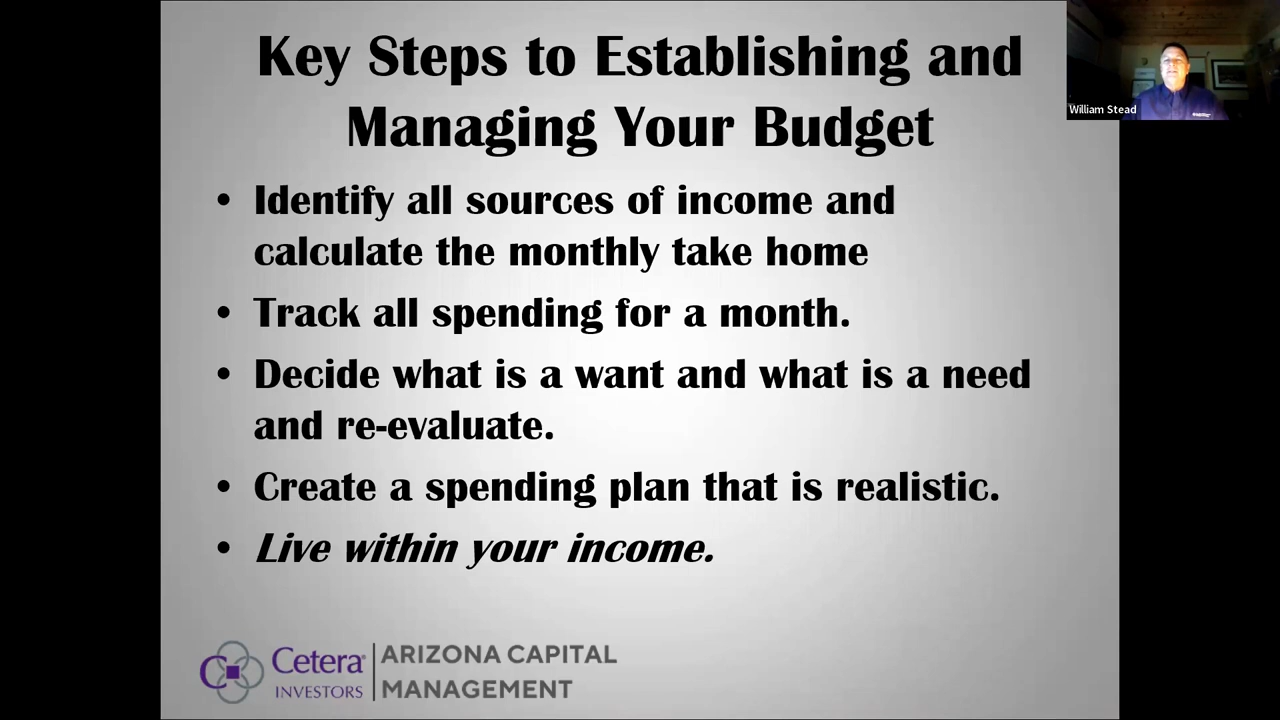 Key Steps to Establishing and
Managing Your Budget
William Stead
• Identify all sources of income and
calculate the monthly take home
• Track all spending for a month.
• Decide what is a want and what is a need
and re-evaluate.
• Create a spending plan that is realistic.
• Live within your income.
Cetera
INVESTORS
ARIZONA CAPITAL
MANAGEMENT